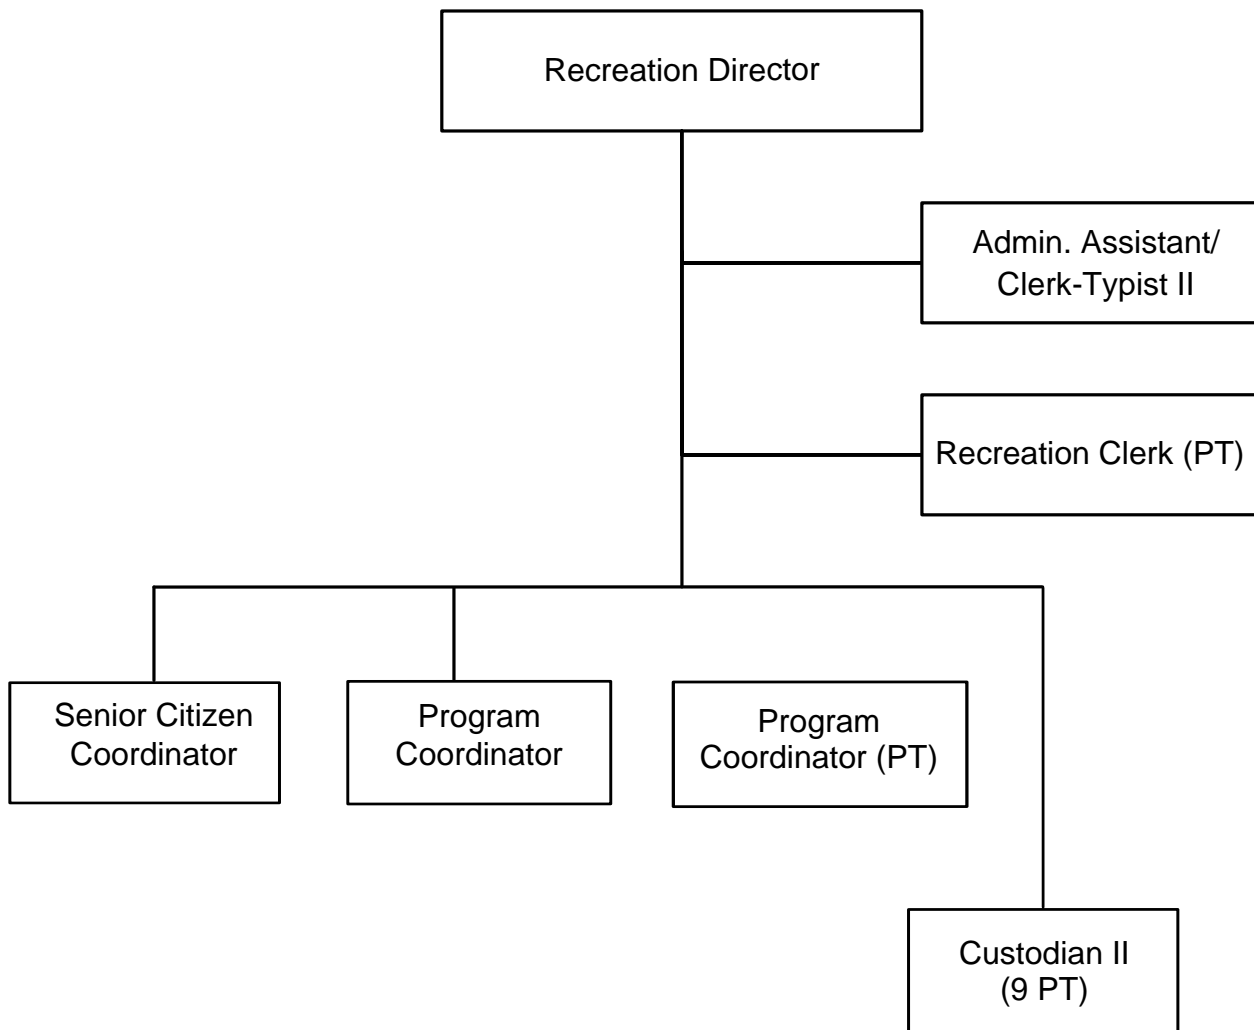 Recreation Director
Admin. Assistant/
Clerk-Typist II
Recreation Clerk (PT)
Senior Citizen
Coordinator
Program
Coordinator
Program
Coordinator (PT)
Custodian II
(9 PT)